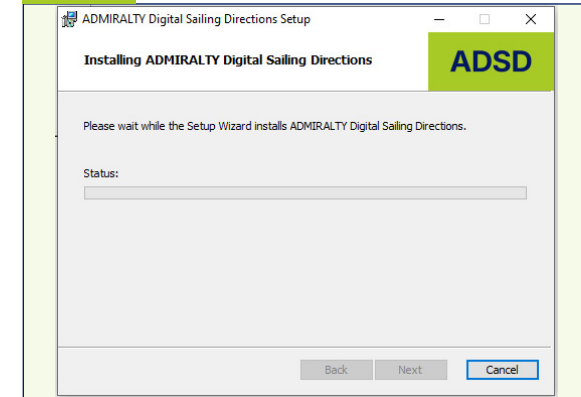 ADMIRALTY Digital Sailing Directions Setup
Installing ADMIRALTY Digital Sailing Directions
ADSD
Please wait while the Setup Wizard installs ADMIRALTY Digital Sailing Directions.
Status:
Back Next Cancel